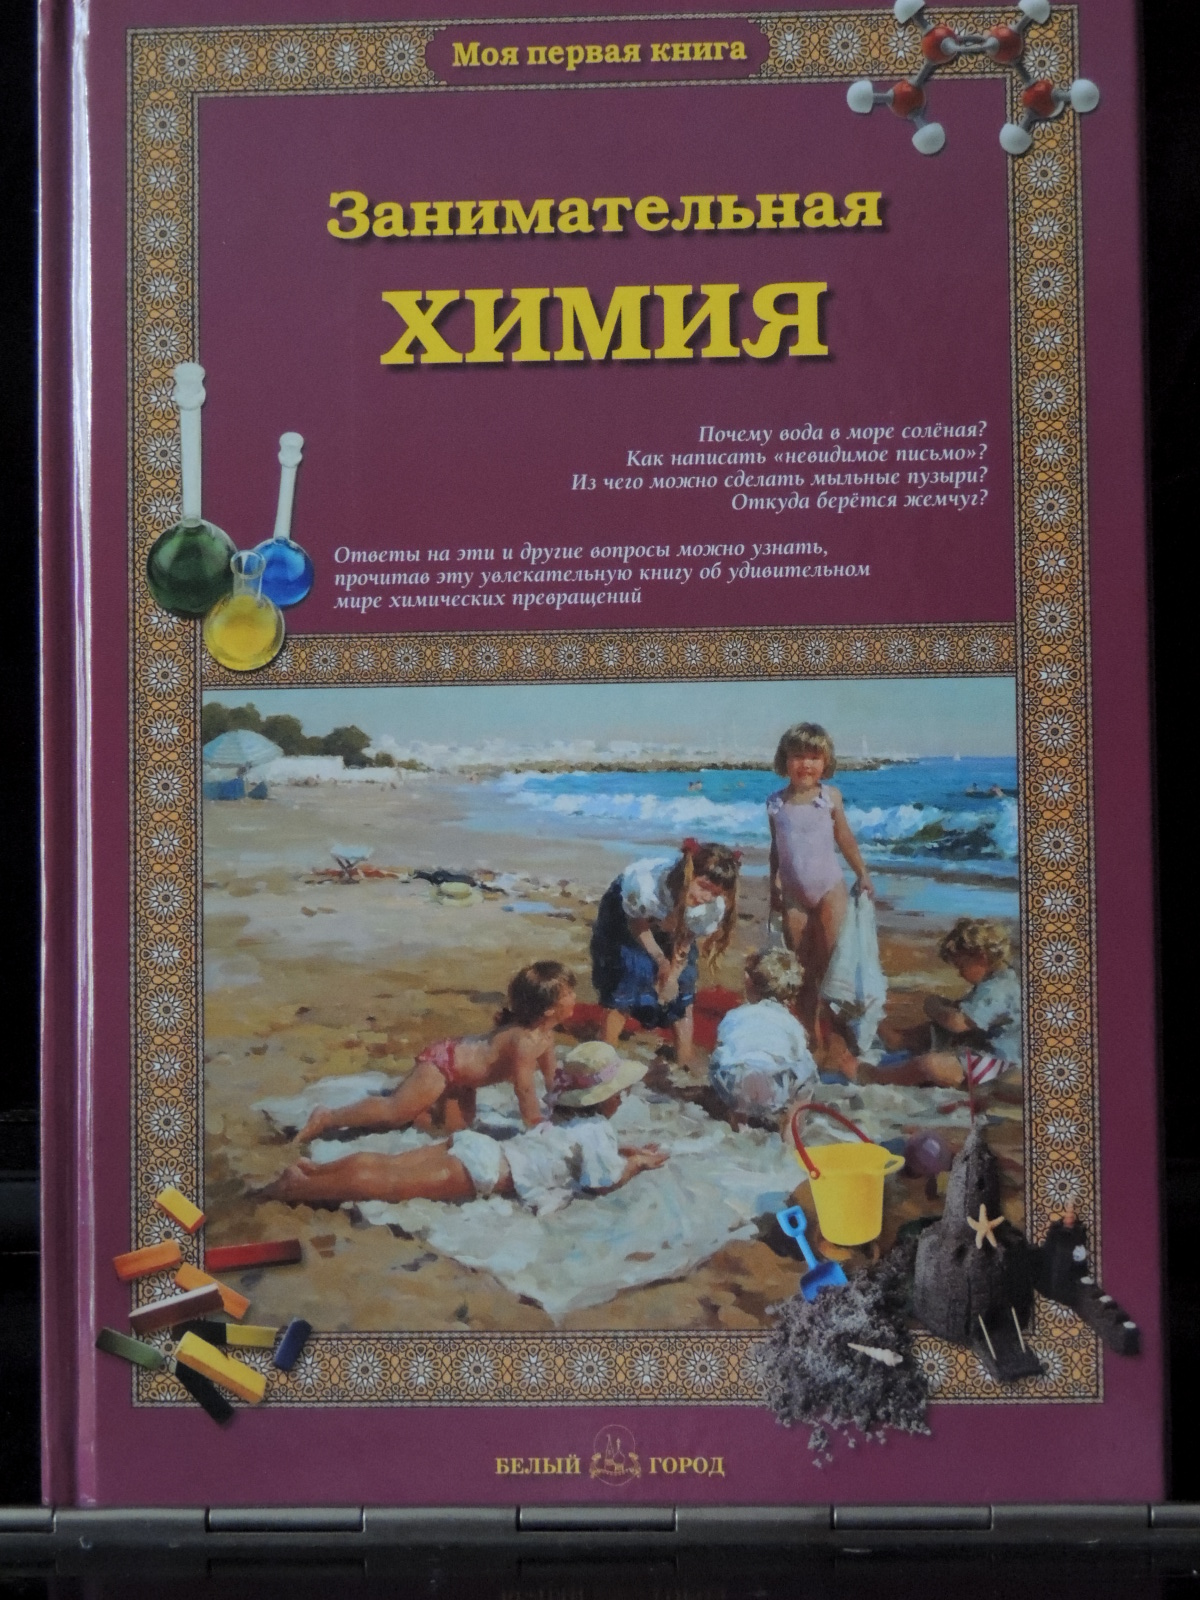 Моя первая книга
Занимательная
ХИМИЯ
Почему вода в море солёная?
Как написать «невидимое письмо»?
Из чего можно сделать мыльные пузыри?
Откуда берётся жемчуг?
Ответы на эти и другие вопросы можно узнать,
прочитав эту увлекательную книгу об удивительном
мире химических превращений
БЕЛЫЙ ГОРОД